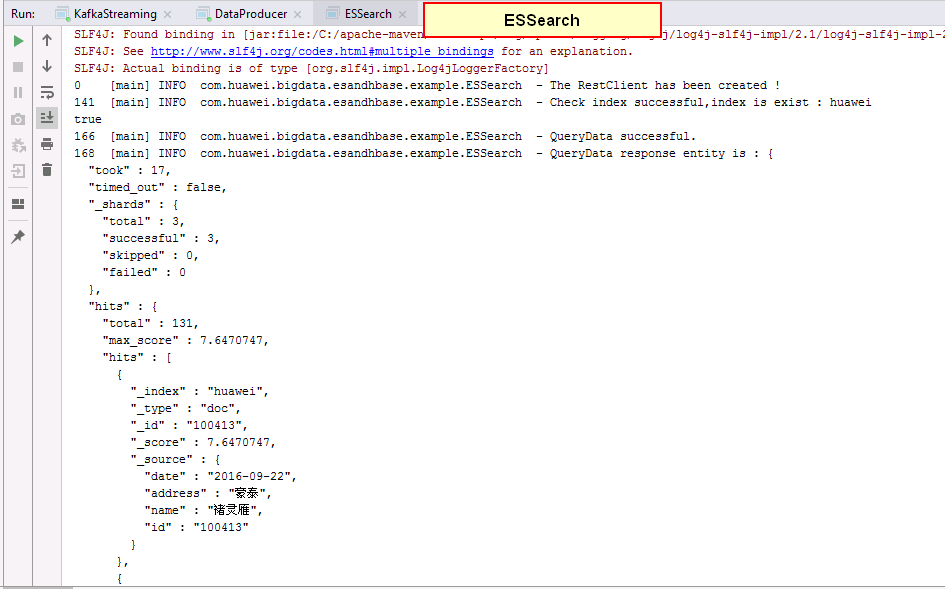 Run: KafkaStreaming DataProducer ESSearch
ESSearch
SLF4J: Found binding in [jar:file:/C:/apache-maven log4j-slf4j-impl/2.1/log4j-slf4j-impl-2
SLF4J: See http://www.slf4j.org/codes.html#multiple_bindings for an explanation.
SLF4J: Actual binding is of type [org.slf4j.impl.Log4jLoggerFactory]
0 [main] INFO com.huawei.bigdata.esandhbase.example.ESSearch - The RestClient has been created !
141 [main] INFO com.huawei.bigdata.esandhbase.example.ESSearch - Check index successful,index is exist : huawei
true
166 [main] INFO com.huawei.bigdata.esandhbase.example.ESSearch - QueryData successful.
168 [main] INFO com.huawei.bigdata.esandhbase.example.ESSearch - QueryData response entity is : {
"took" : 17,
"timed_out" : false,
"_shards" : {
"total" : 3,
"successful" : 3,
"skipped" : 0,
"failed" : 0
},
"hits" : {
"total" : 131,
"max_score" : 7.6470747,
"hits" : [
{
"_index" : "huawei",
"_type" : "doc",
"_id" : "100413",
"_score" : 7.6470747,
"_source" : {
"date" : "2016-09-22",
"address" : "蒙泰",
"name" : "褚灵雁",
"id" : "100413"
}
},
{